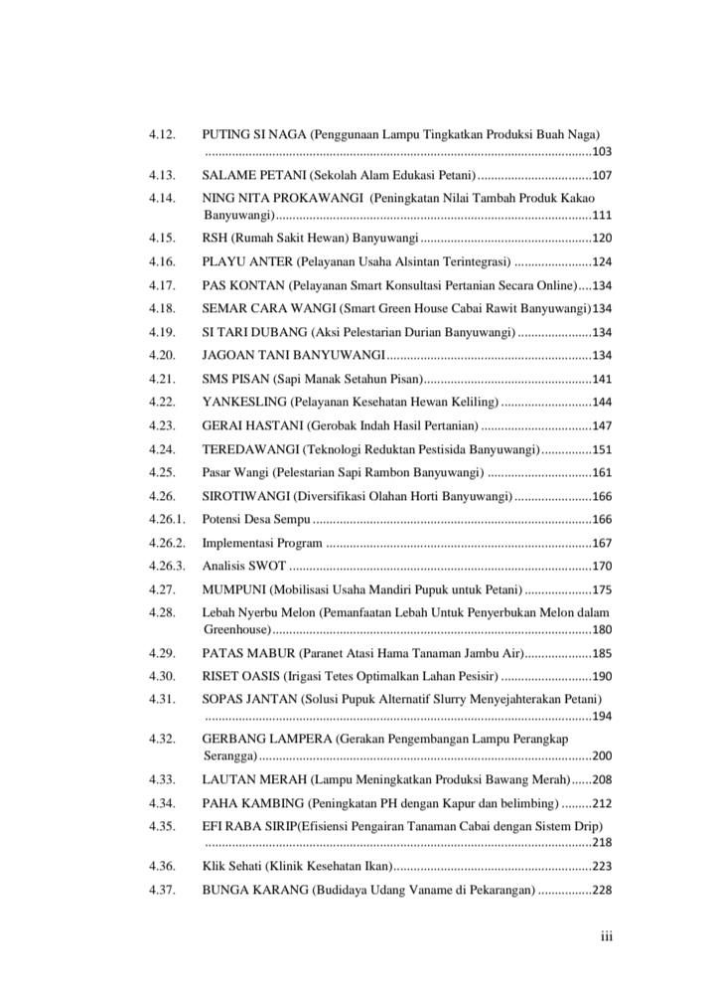 4.12. PUTING SI NAGA (Penggunaan Lampu Tingkatkan Produksi Buah Naga)
....................................................................................................................103
4.13. SALAME PETANI (Sekolah Alam Edukasi Petani)..................................107
4.14. NING NITA PROKAWANGI (Peningkatan Nilai Tambah Produk Kakao
Banyuwangi)...............................................................................................111
4.15. RSH (Rumah Sakit Hewan) Banyuwangi...................................................120
4.16. PLAYU ANTER (Pelayanan Usaha Alsintan Terintegrasi) .......................124
4.17. PAS KONTAN (Pelayanan Smart Konsultasi Pertanian Secara Online)....134
4.18. SEMAR CARA WANGI (Smart Green House Cabai Rawit Banyuwangi)134
4.19. SI TARI DUBANG (Aksi Pelestarian Durian Banyuwangi) ......................134
4.20. JAGOAN TANI BANYUWANGI.............................................................134
4.21. SMS PISAN (Sapi Manak Setahun Pisan)..................................................141
4.22. YANKESLING (Pelayanan Kesehatan Hewan Keliling) ...........................144
4.23. GERAI HASTANI (Gerobak Indah Hasil Pertanian) .................................147
4.24. TEREDAWANGI (Teknologi Reduktan Pestisida Banyuwangi)...............151
4.25. Pasar Wangi (Pelestarian Sapi Rambon Banyuwangi) ...............................161
4.26. SIROTIWANGI (Diversifikasi Olahan Horti Banyuwangi).......................166
4.26.1. Potensi Desa Sempu...................................................................................166
4.26.2. Implementasi Program ...............................................................................167
4.26.3. Analisis SWOT ..........................................................................................170
4.27. MUMPUNI (Mobilisasi Usaha Mandiri Pupuk untuk Petani) ....................175
4.28. Lebah Nyerbu Melon (Pemanfaatan Lebah Untuk Penyerbukan Melon dalam
Greenhouse)...............................................................................................180
4.29. PATAS MABUR (Paranet Atasi Hama Tanaman Jambu Air)....................185
4.30. RISET OASIS (Irigasi Tetes Optimalkan Lahan Pesisir) ...........................190
4.31. SOPAS JANTAN (Solusi Pupuk Alternatif Slurry Menyejahterakan Petani)
....................................................................................................................194
4.32. GERBANG LAMPERA (Gerakan Pengembangan Lampu Perangkap
Serangga)...................................................................................................200
4.33. LAUTAN MERAH (Lampu Meningkatkan Produksi Bawang Merah)......208
4.34. PAHA KAMBING (Peningkatan PH dengan Kapur dan belimbing) .........212
4.35. EFI RABA SIRIP(Efisiensi Pengairan Tanaman Cabai dengan Sistem Drip)
....................................................................................................................218
4.36. Klik Sehati (Klinik Kesehatan Ikan)...........................................................223
4.37. BUNGA KARANG (Budidaya Udang Vaname di Pekarangan) ................228
iii